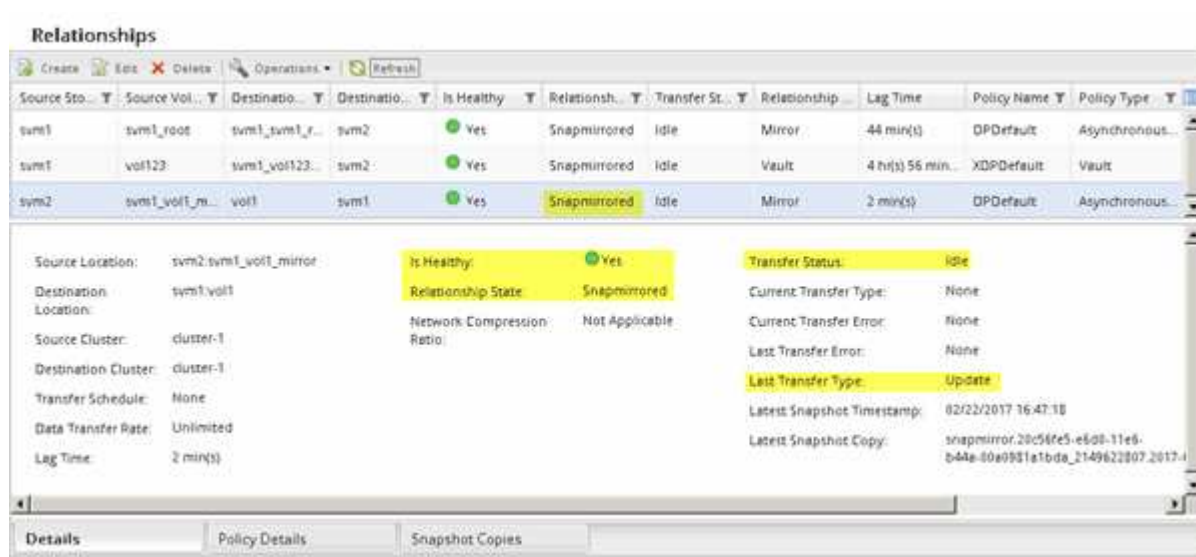 Relationships
Create Edit Delete Operations Refresh
Source Sto... Source Vol... Destinatio... Destinatio... Is Healthy Relationsh... Transfer St... Relationship ... Lag Time Policy Name Policy Type
svm1 svm1_root svm1_svm1_r... svm2 Yes Snapmirrored Idle Mirror 44 min(s) DPDefault Asynchronous...
svm1 vol123 svm1_vol123... svm2 Yes Snapmirrored Idle Vault 4 hr(s) 56 min... XDPDefault Vault
svm2 svm1_vol1_m... vol1 svm1 Yes Snapmirrored Idle Mirror 2 min(s) DPDefault Asynchronous...
Source Location: svm2:svm1_vol1_mirror
Destination Location: svm1:vol1
Source Cluster: cluster-1
Destination Cluster: cluster-1
Transfer Schedule: None
Data Transfer Rate: Unlimited
Lag Time: 2 min(s)
Is Healthy: Yes
Relationship State: Snapmirrored
Network Compression Ratio: Not Applicable
Transfer Status: Idle
Current Transfer Type: None
Current Transfer Error: None
Last Transfer Error: None
Last Transfer Type: Update
Latest Snapshot Timestamp: 02/22/2017 16:47:18
Latest Snapshot Copy: snapmirror.20c56fe5-e6d0-11e6-
b44a-00a0981a1bda_2149622807.2017-
Details Policy Details Snapshot Copies